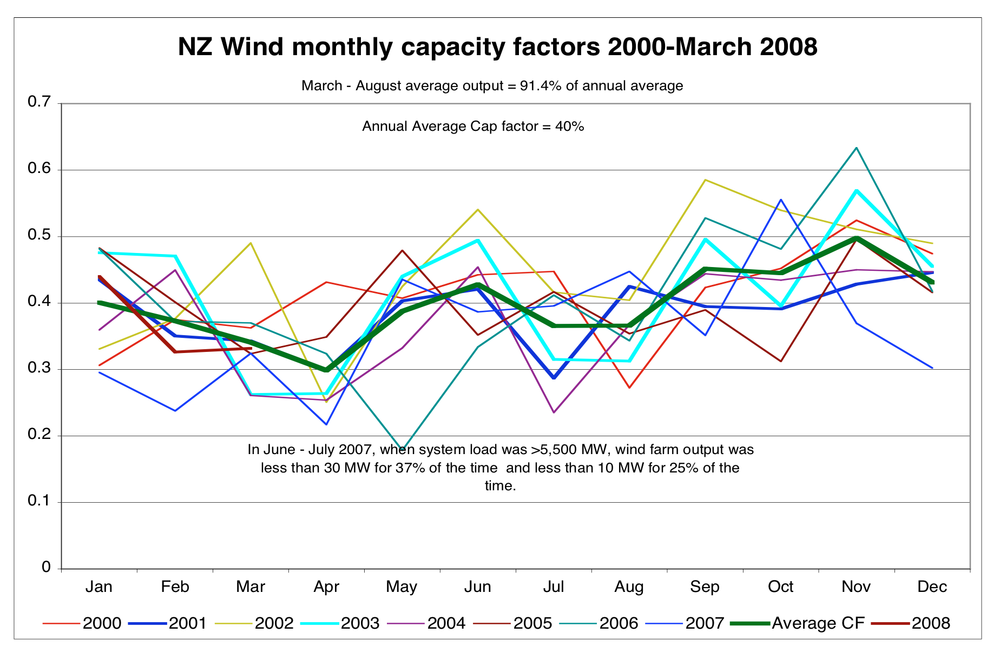 NZ Wind monthly capacity factors 2000-March 2008
March - August average output = 91.4% of annual average
0.7
Annual Average Cap factor = 40%
0.6
0.5
0.4
0.3
0.2
In June - July 2007, when system load was >5,500 MW, wind farm output was
less than 30 MW for 37% of the time  and less than 10 MW for 25% of the
time.
0.1
0
Jan Feb Mar Apr May Jun Jul Aug Sep Oct Nov Dec
2000 2001 2002 2003 2004 2005 2006 2007 Average CF 2008